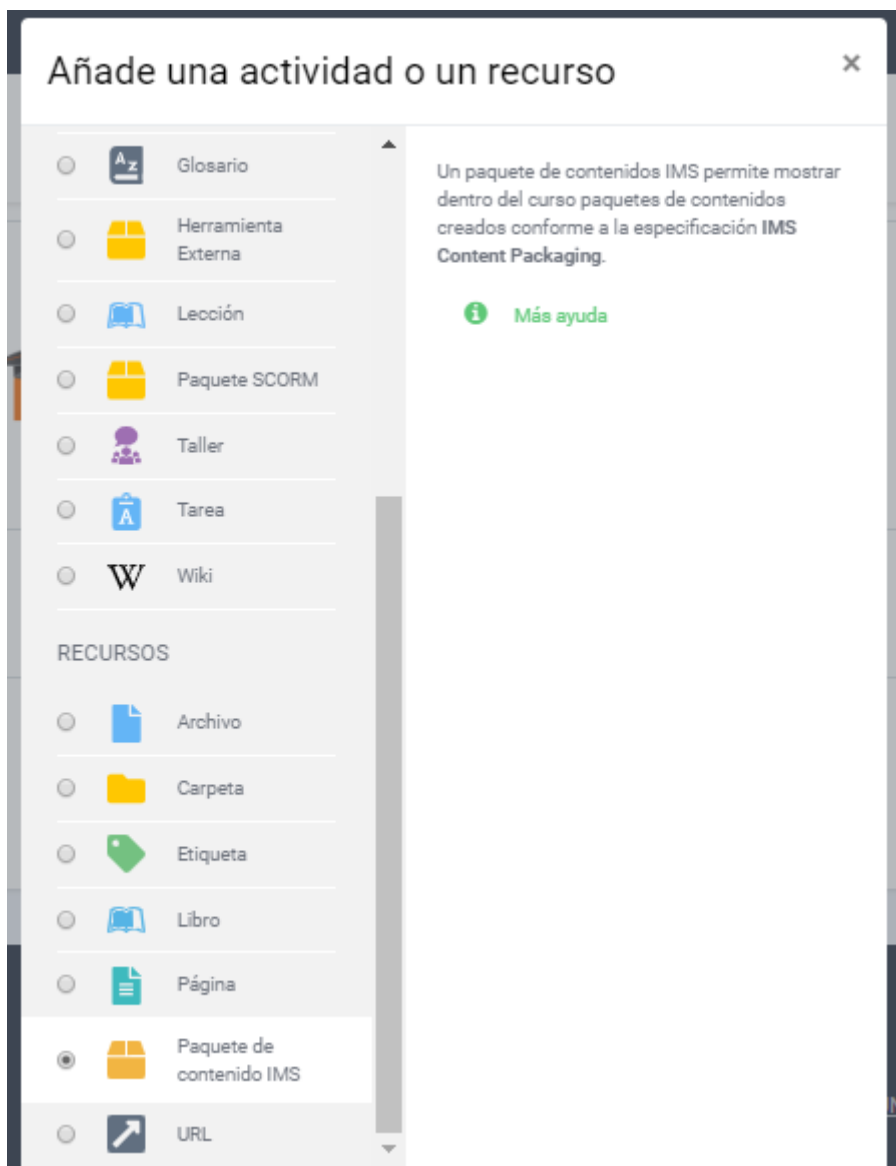 Añade una actividad o un recurso
×
Glosario
Herramienta
Externa
Lección
Paquete SCORM
Taller
Tarea
Wiki
RECURSOS
Archivo
Carpeta
Etiqueta
Libro
Página
Paquete de
contenido IMS
URL
Un paquete de contenidos IMS permite mostrar
dentro del curso paquetes de contenidos
creados conforme a la especificación IMS
Content Packaging.
Más ayuda